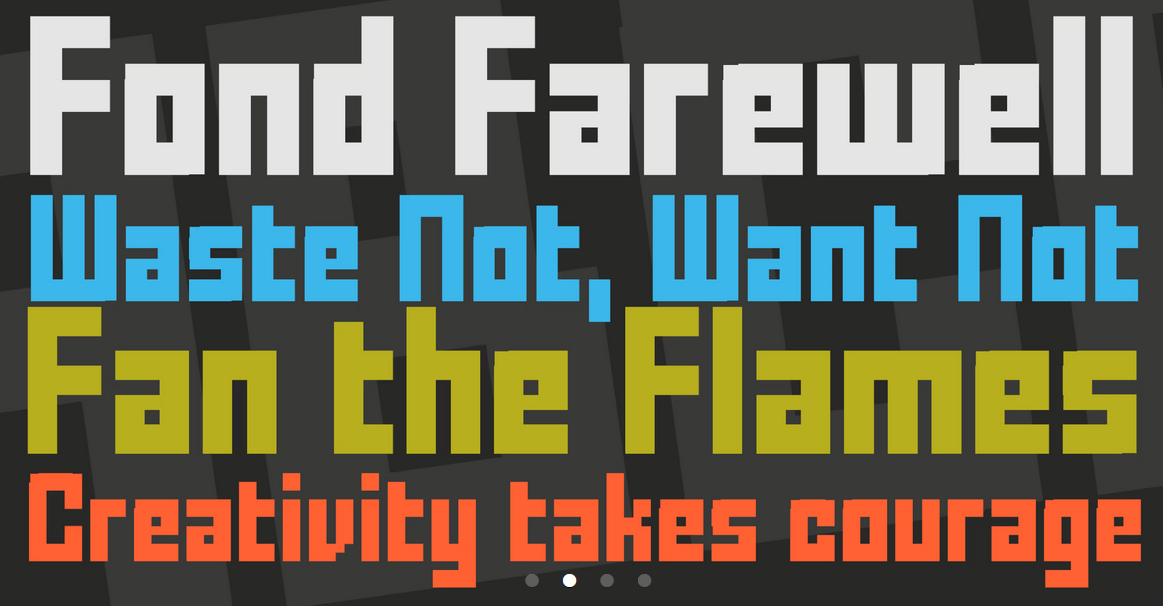 Fond Farewell
Waste Not, Want Not
Fan the Flames
Creativity takes courage